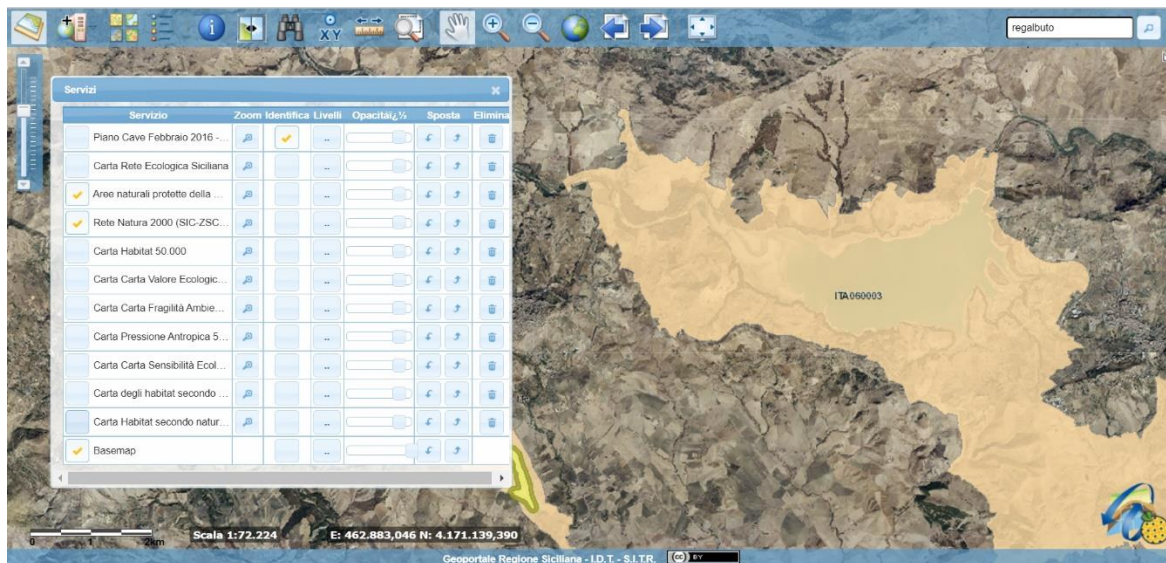 i
XY
regalbuto
Servizi
Servizio Zoom Identifica Livelli Opacitàï¿½ Sposta Elimina
Piano Cave Febbraio 2016 -...
Carta Rete Ecologica Siciliana
Aree naturali protette della ...
Rete Natura 2000 (SIC-ZSC...
Carta Habitat 50.000
Carta Carta Valore Ecologic...
Carta Carta Fragilità Ambie...
Carta Pressione Antropica 5...
Carta Carta Sensibilità Ecol...
Carta degli habitat secondo ...
Carta Habitat secondo natur...
Basemap
ITA060003
0 1 2km
Scala 1:72.224
E: 462.883,046 N: 4.171.139,390
Geoportale Regione Siciliana - I.D.T. - S.I.T.R.
cc BY